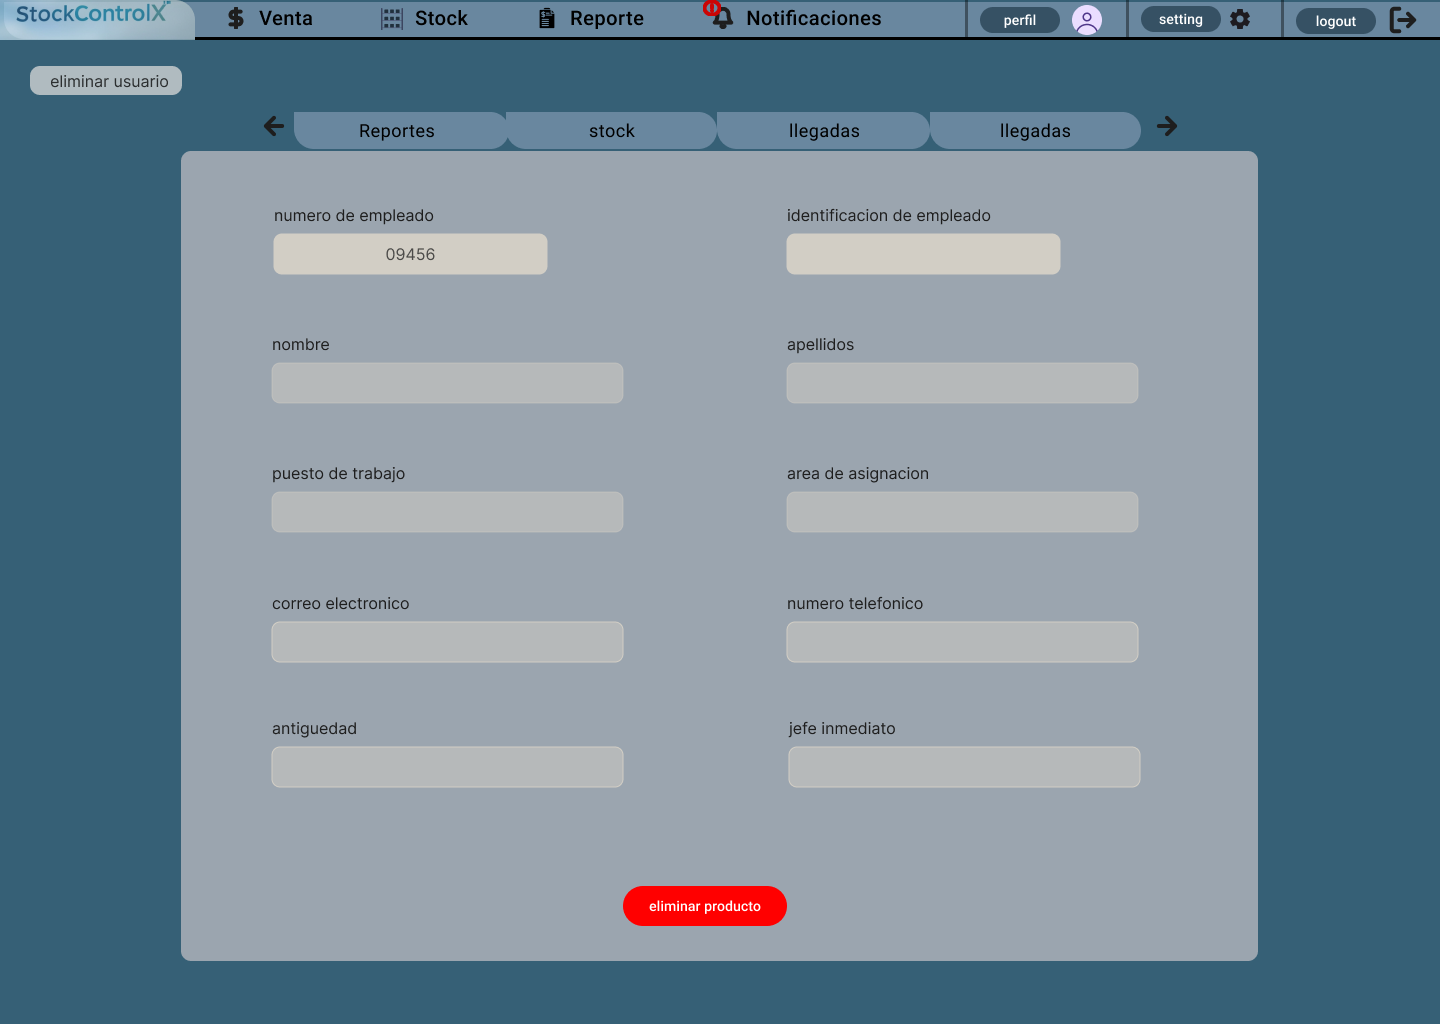 StockControlX
Venta
Stock
Reporte
0
Notificaciones
perfil
setting
logout
eliminar usuario
Reportes
stock
llegadas
llegadas
numero de empleado
identificacion de empleado
09456
nombre
apellidos
puesto de trabajo
area de asignacion
correo electronico
numero telefonico
antiguedad
jefe inmediato
eliminar producto